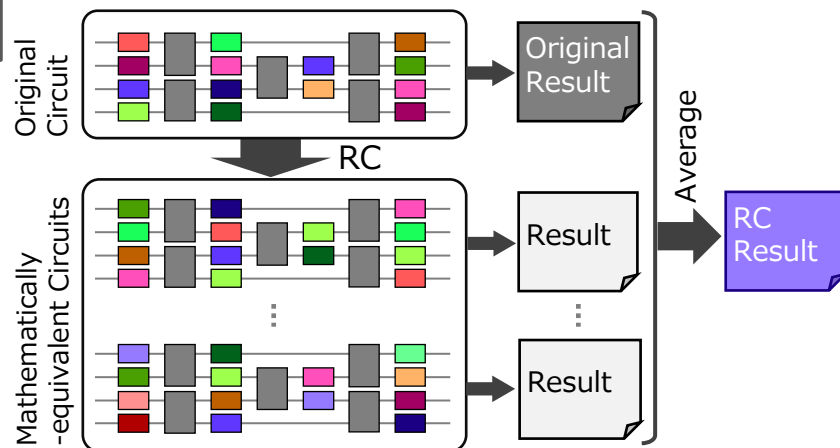 Original
Circuit
Original
Result
RC
Average
Mathematically
-equivalent Circuits
Result
RC
Result
Result